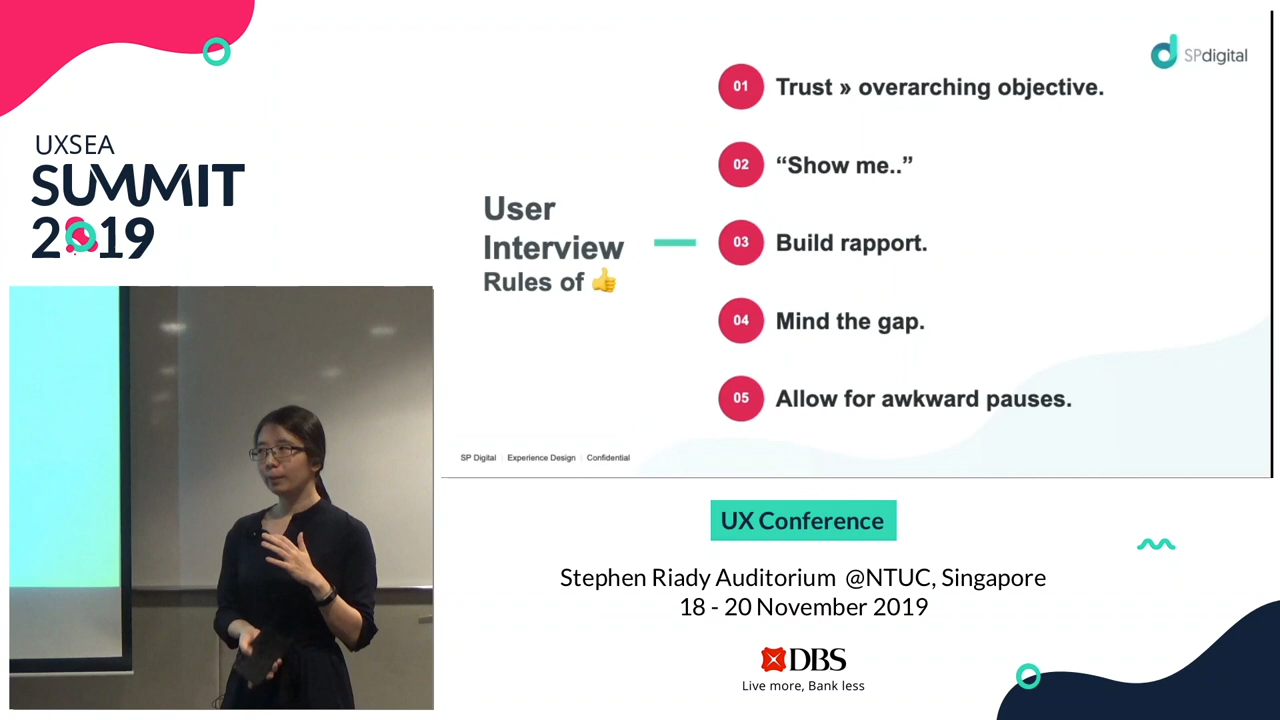 UXSEA
SUMMIT
2019
SPdigital
User
Interview
Rules of 👍
01
Trust » overarching objective.
02
“Show me..”
03
Build rapport.
04
Mind the gap.
05
Allow for awkward pauses.
SP Digital | Experience Design | Confidential
UX Conference
Stephen Riady Auditorium @NTUC, Singapore
18 - 20 November 2019
DBS
Live more, Bank less